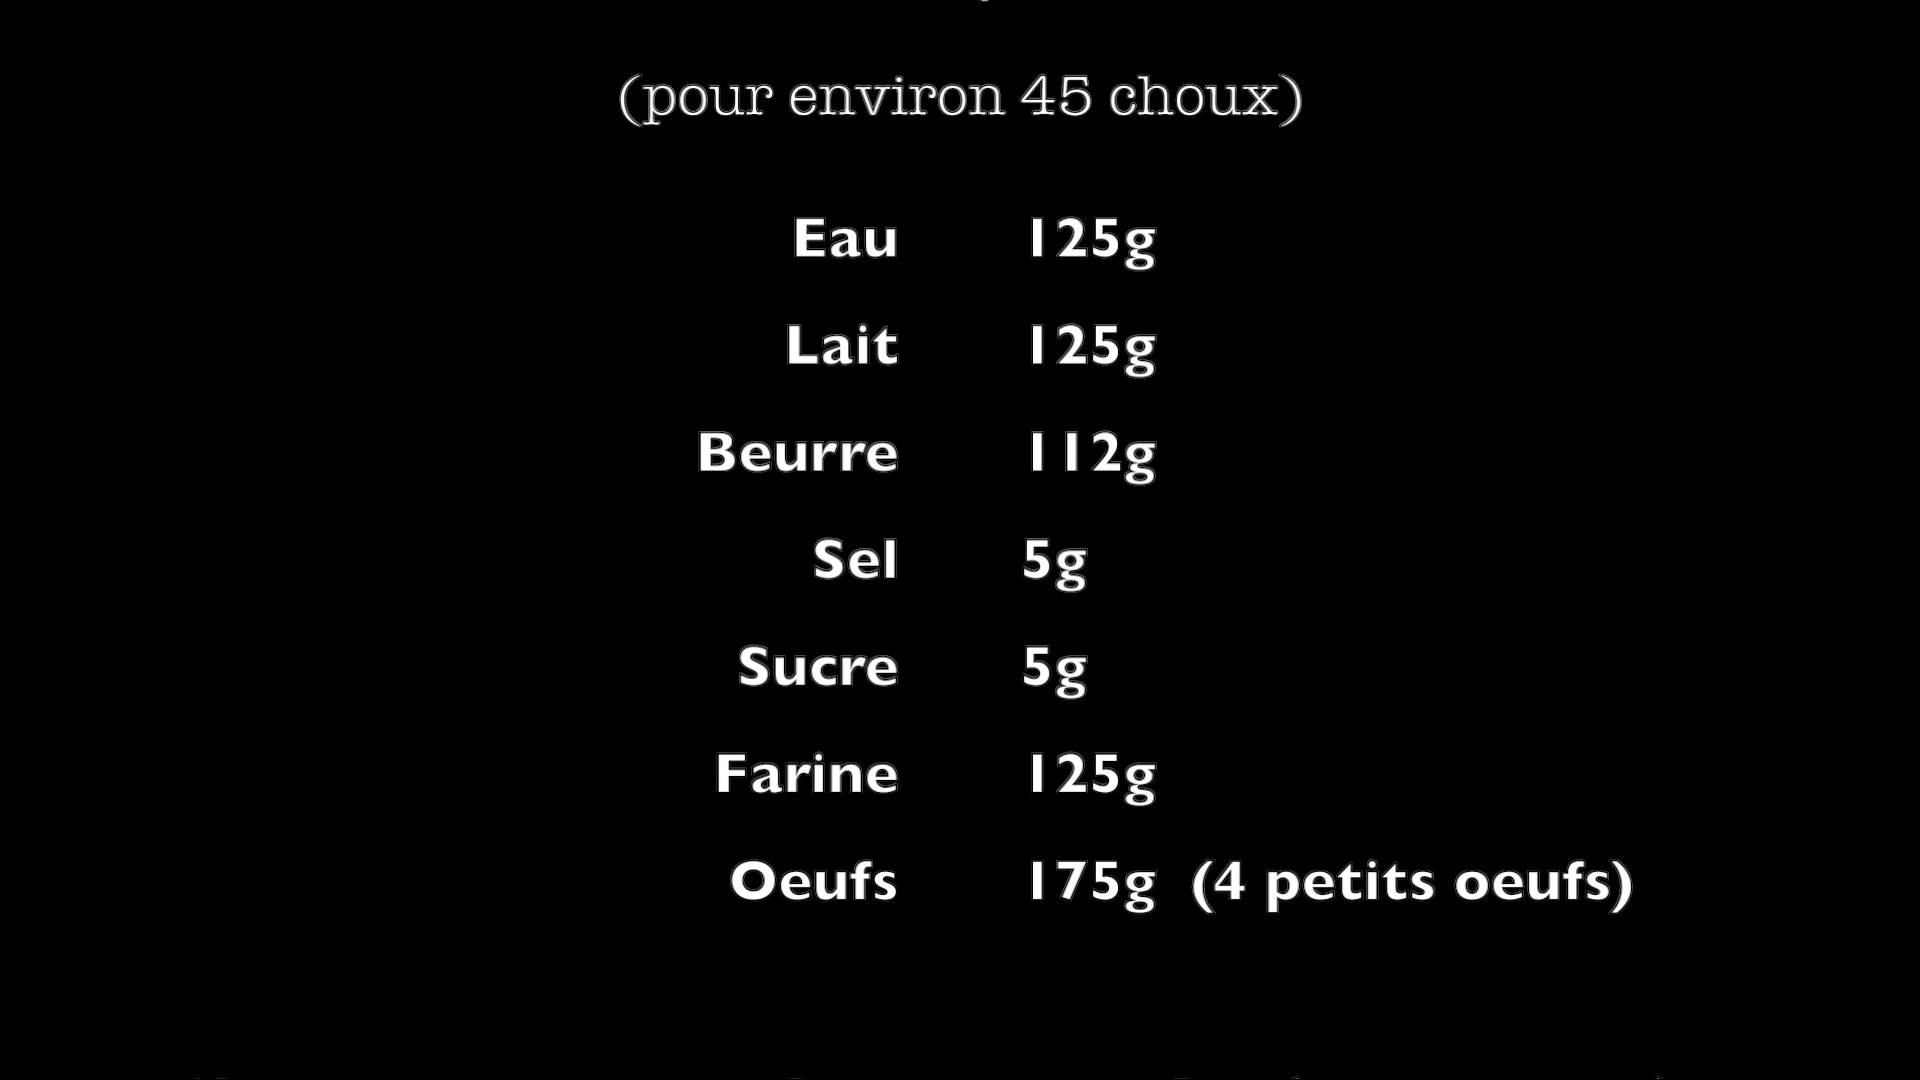 (pour environ 45 choux)
Eau 125g
Lait 125g
Beurre 112g
Sel 5g
Sucre 5g
Farine 125g
Oeufs 175g (4 petits oeufs)